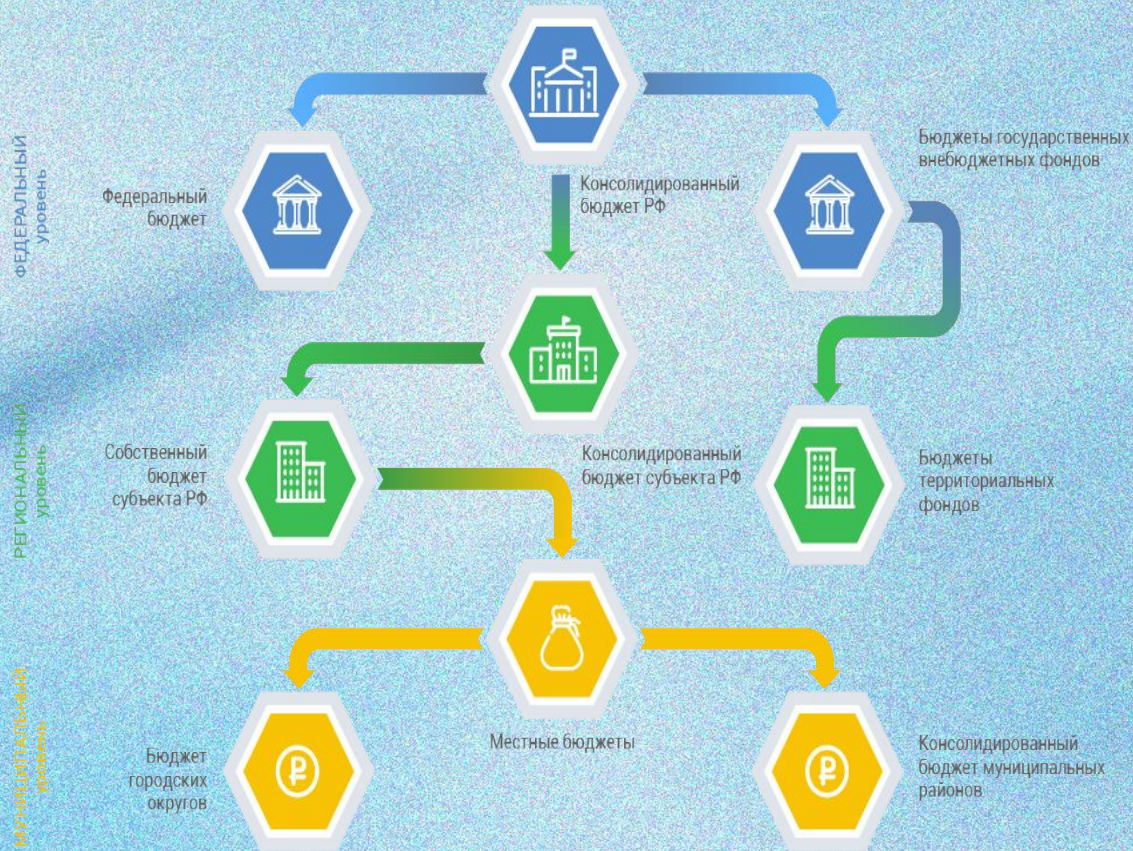 ФЕДЕРАЛЬНЫЙ
уровень
Федеральный
бюджет
Консолидированный
бюджет РФ
Бюджеты государственных
внебюджетных фондов
РЕГИОНАЛЬНЫЙ
уровень
Собственный
бюджет
субъекта РФ
Консолидированный
бюджет субъекта РФ
Бюджеты
территориальных
фондов
МУНИЦИПАЛЬНЫЙ
уровень
Бюджет
городских
округов
Местные бюджеты
Консолидированный
бюджет муниципальных
районов